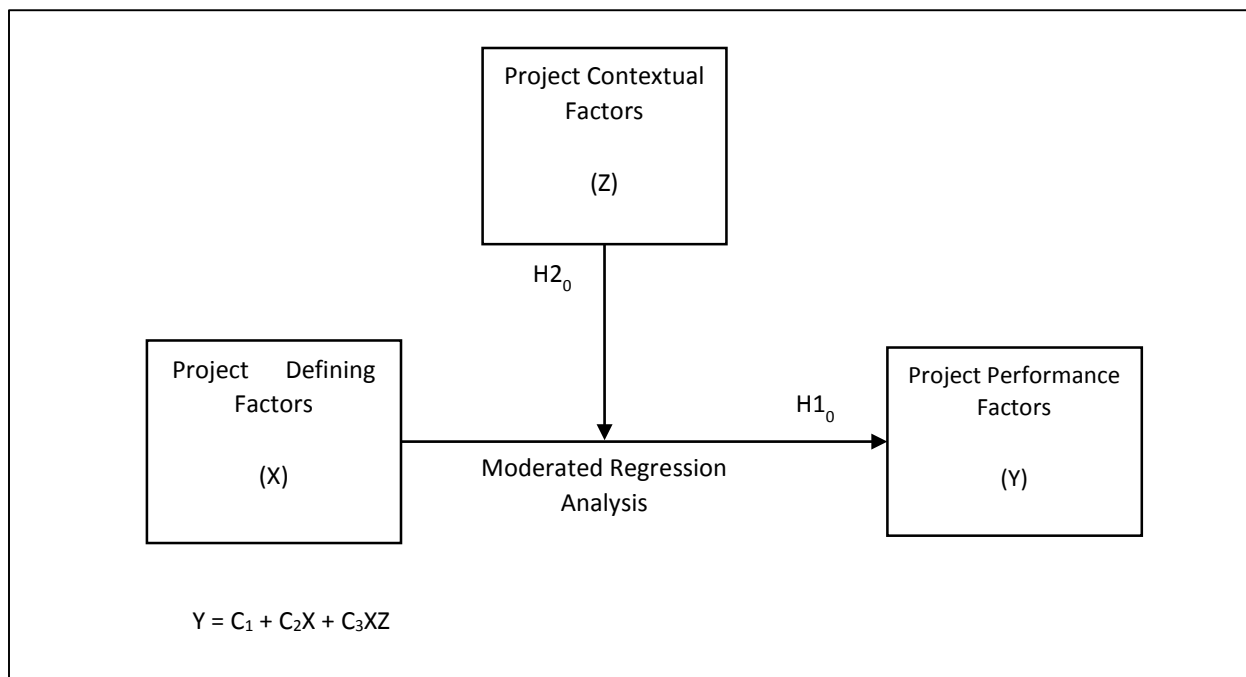 Project Contextual
Factors
(Z)
H2₀
Project Defining
Factors
(X)
H1₀
Project Performance
Factors
(Y)
Moderated Regression
Analysis
Y = C₁ + C₂X + C₃XZ